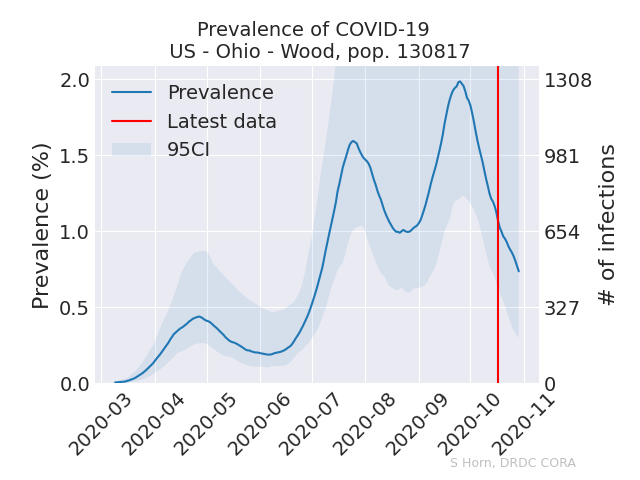 Prevalence of COVID-19
US - Ohio - Wood, pop. 130817
Prevalence
Latest data
95CI
Prevalence (%)
2.0
1.5
1.0
0.5
0.0
1308
981
654
327
0
# of infections
2020-03
2020-04
2020-05
2020-06
2020-07
2020-08
2020-09
2020-10
2020-11
S Horn, DRDC CORA